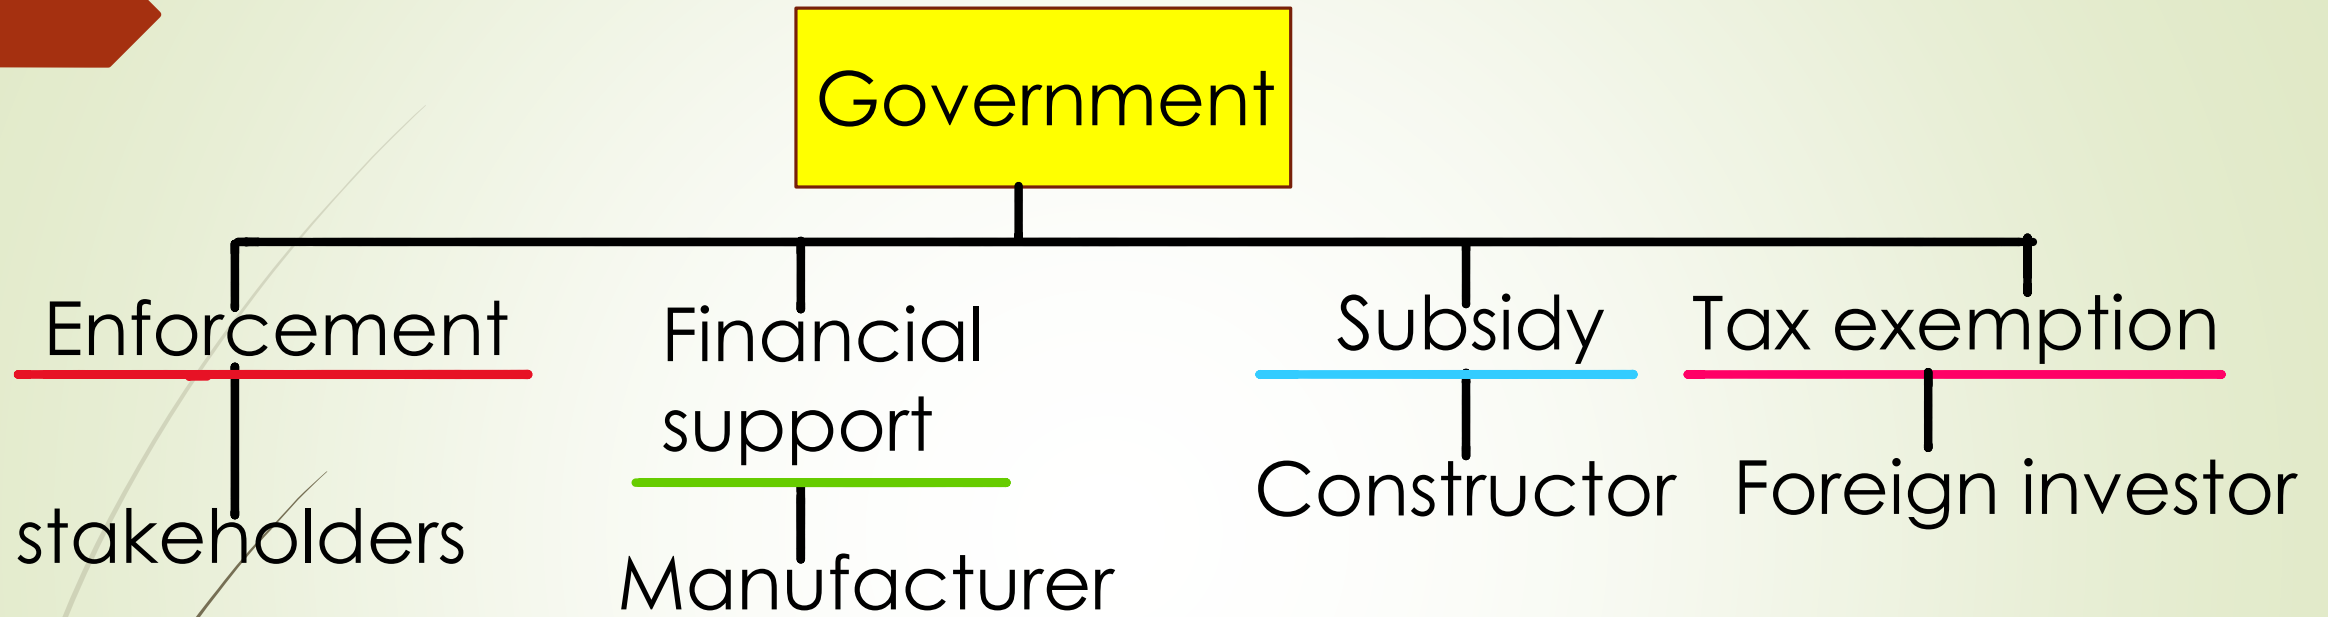 Government
Enforcement
Financial
support
Subsidy
Tax exemption
stakeholders
Manufacturer
Constructor
Foreign investor